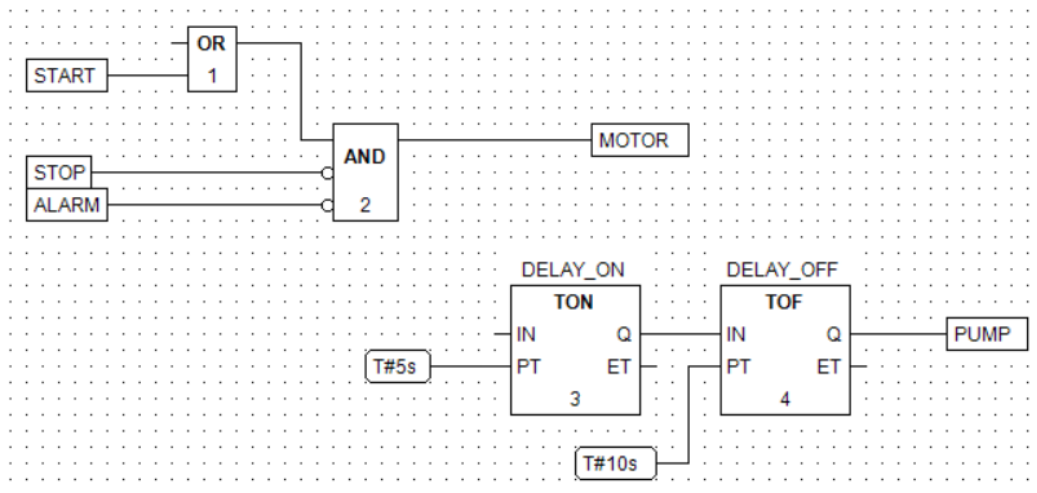 OR
START
1
MOTOR
AND
STOP
ALARM
2
DELAY_ON
DELAY_OFF
TON
TOF
IN
Q
IN
Q
PUMP
T#5s
PT
ET
PT
ET
3
4
T#10s